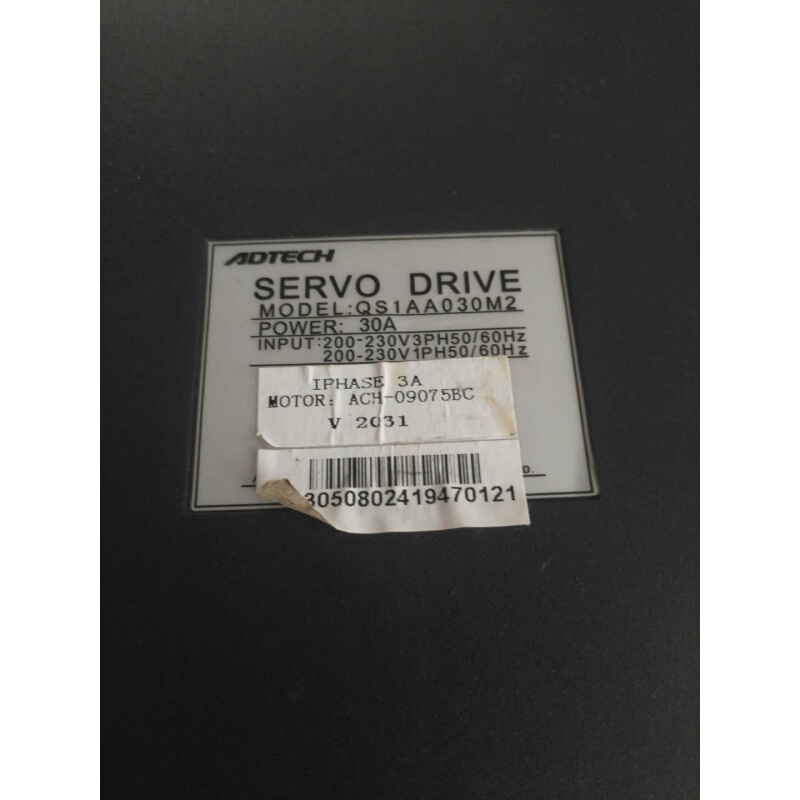 ADTECH
SERVO DRIVE
MODEL:QS1AA030M2
POWER: 30A
INPUT:200-230V3PH50/60Hz
200-230V1PH50/60Hz
IPHASE 3A
MOTOR: ACH-09075BC
V 2031
3050802419470121